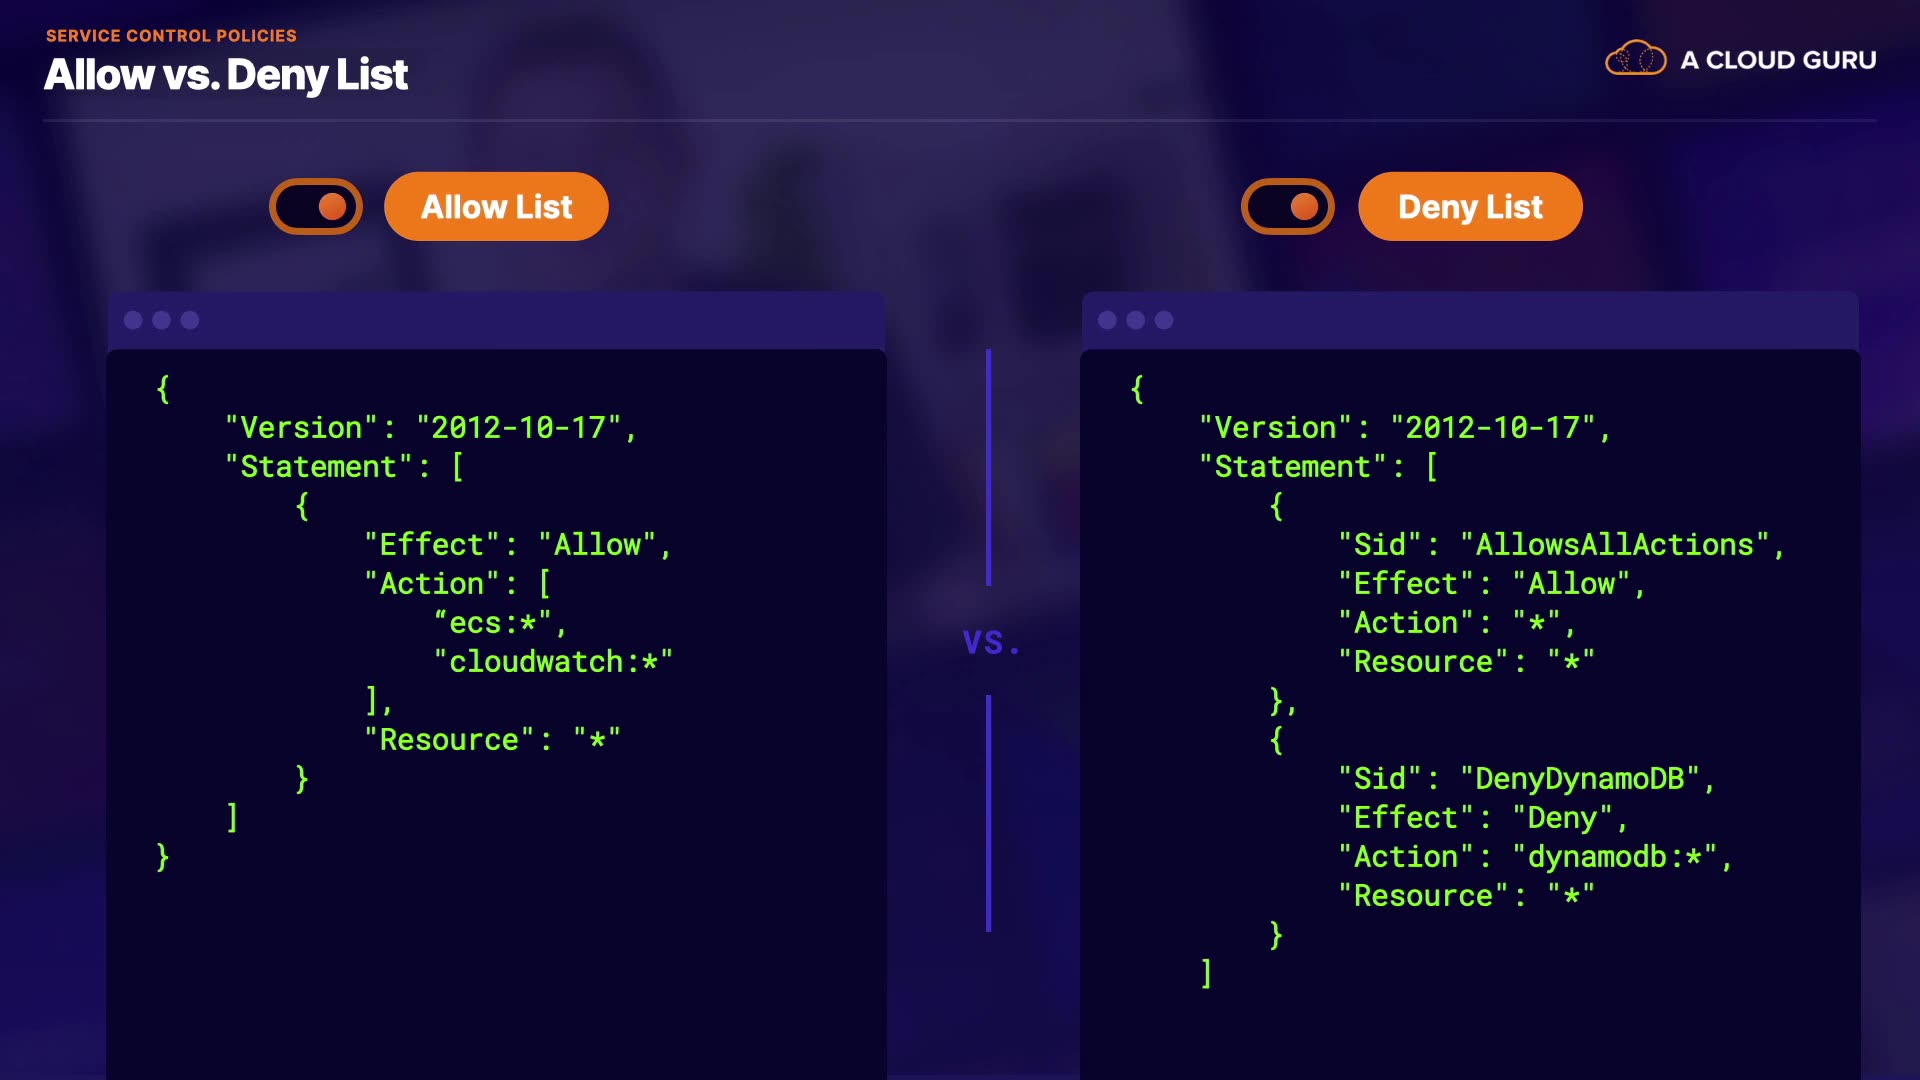 SERVICE CONTROL POLICIES
Allow vs. Deny List
A CLOUD GURU
Allow List
{
"Version": "2012-10-17",
"Statement": [
{
"Effect": "Allow",
"Action": [
“ecs:*",
"cloudwatch:*"
],
"Resource": "*"
}
]
}
VS.
Deny List
{
"Version": "2012-10-17",
"Statement": [
{
"Sid": "AllowsAllActions",
"Effect": "Allow",
"Action": "*",
"Resource": "*"
},
{
"Sid": "DenyDynamoDB",
"Effect": "Deny",
"Action": "dynamodb:*",
"Resource": "*"
}
]